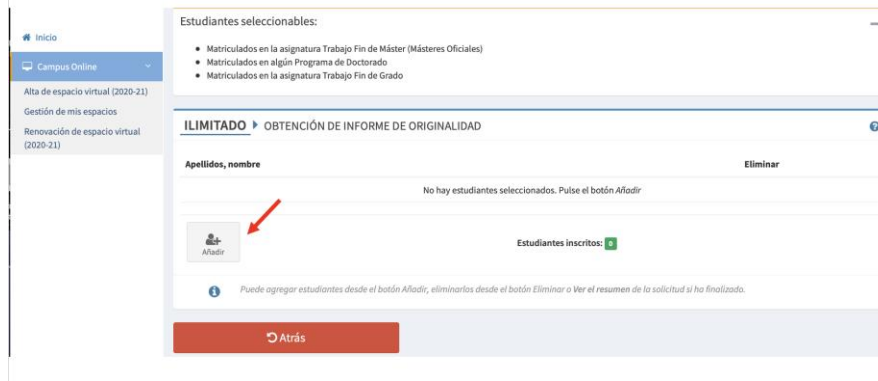 Inicio
Campus Online
Alta de espacio virtual (2020-21)
Gestión de mis espacios
Renovación de espacio virtual
(2020-21)
Estudiantes seleccionables:
Matriculados en la asignatura Trabajo Fin de Máster (Másteres Oficiales)
Matriculados en algún Programa de Doctorado
Matriculados en la asignatura Trabajo Fin de Grado
ILIMITADO OBTENCIÓN DE INFORME DE ORIGINALIDAD
Apellidos, nombre Eliminar
No hay estudiantes seleccionados. Pulse el botón Añadir
Añadir
Estudiantes inscritos: 0
Puede agregar estudiantes desde el botón Añadir, eliminarlos desde el botón Eliminar o Ver el resumen de la solicitud si ha finalizado.
Atrás